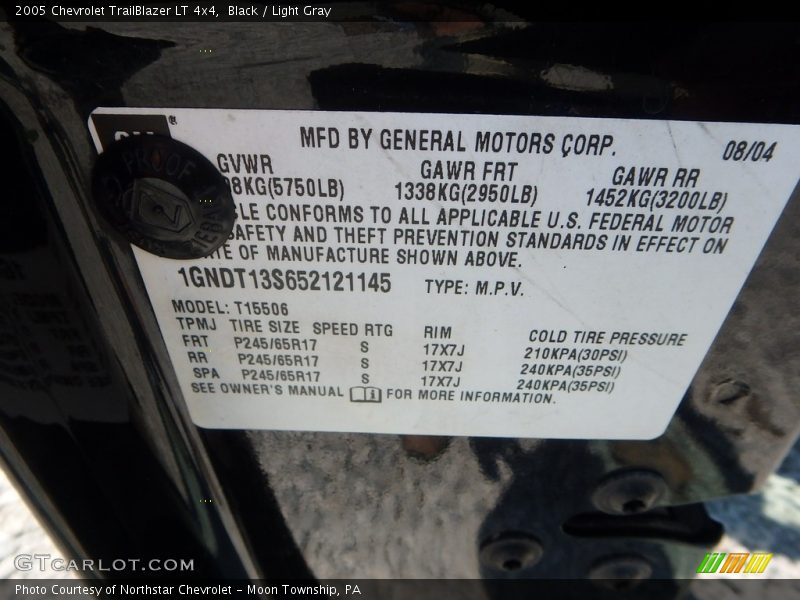 2005 Chevrolet TrailBlazer LT 4x4, Black / Light Gray
MFD BY GENERAL MOTORS CORP. 08/04
GVWR GAWR FRT GAWR RR
8KG(5750LB) 1338KG(2950LB) 1452KG(3200LB)
LE CONFORMS TO ALL APPLICABLE U.S. FEDERAL MOTOR
SAFETY AND THEFT PREVENTION STANDARDS IN EFFECT ON
TE OF MANUFACTURE SHOWN ABOVE.
1GNDT13S652121145 TYPE: M.P.V.
MODEL: T15506
TPMJ TIRE SIZE SPEED RTG RIM COLD TIRE PRESSURE
FRT P245/65R17 S 17X7J 210KPA(30PSI)
RR P245/65R17 S 17X7J 240KPA(35PSI)
SPA P245/65R17 S 17X7J 240KPA(35PSI)
SEE OWNER'S MANUAL FOR MORE INFORMATION.
PROOF
GTCARLOT.COM
Photo Courtesy of Northstar Chevrolet - Moon Township, PA